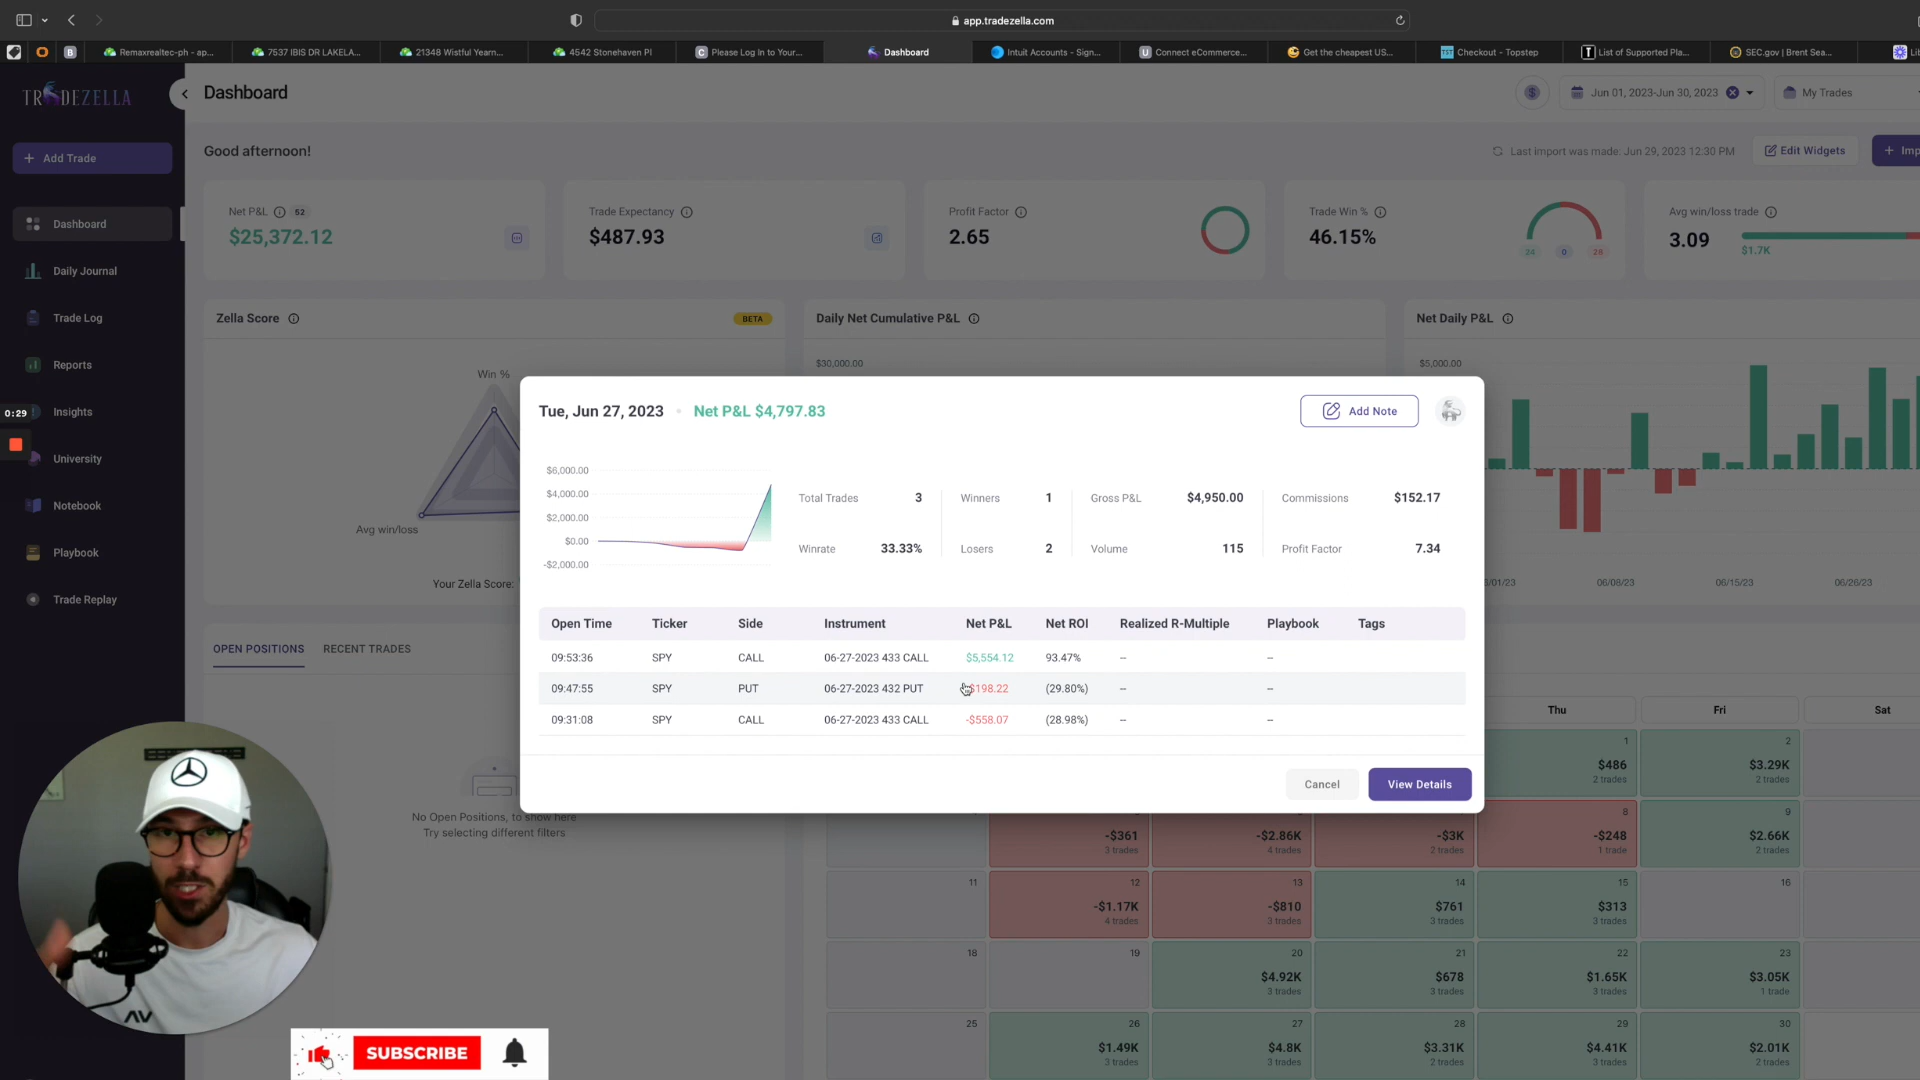 app.tradezella.com
Remaxrealtec-ph - ap...
7537 IBIS DR LAKELA...
21348 Wistful Yearn...
4542 Stonehaven Pl
Please Log In to Your...
Dashboard
Intuit Accounts - Sign...
Connect eCommerce...
Get the cheapest US...
Checkout - Topstep
List of Supported Pla...
SEC.gov | Brent Sea...
TRADEZELLA
Dashboard
Jun 01, 2023-Jun 30, 2023
My Trades
+ Add Trade
Good afternoon!
Last import was made: Jun 29, 2023 12:30 PM
Edit Widgets
+ Imp
Dashboard
Daily Journal
Trade Log
Reports
Insights
University
Notebook
Playbook
Trade Replay
0:29
Net P&L 52
$25,372.12
Trade Expectancy
$487.93
Profit Factor
2.65
Trade Win %
46.15%
24 0 28
Avg win/loss trade
3.09
$1.7K
Zella Score
BETA
Win %
Avg win/loss
Your Zella Score:
Daily Net Cumulative P&L
$30,000.00
Net Daily P&L
$5,000.00
/01/23 06/08/23 06/15/23 06/26/23
Tue, Jun 27, 2023 • Net P&L $4,797.83
Add Note
$6,000.00
$4,000.00
$2,000.00
$0.00
-$2,000.00
Total Trades 3 Winners 1 Gross P&L $4,950.00 Commissions $152.17
Winrate 33.33% Losers 2 Volume 115 Profit Factor 7.34
Open Time Ticker Side Instrument Net P&L Net ROI Realized R-Multiple Playbook Tags
09:53:36 SPY CALL 06-27-2023 433 CALL $5,554.12 93.47% -- --
09:47:55 SPY PUT 06-27-2023 432 PUT $198.22 (29.80%) -- --
09:31:08 SPY CALL 06-27-2023 433 CALL -$558.07 (28.98%) -- --
Cancel
View Details
OPEN POSITIONS RECENT TRADES
No Open Positions, to show here
Try selecting different filters
Thu Fri Sat
1 2
$486 $3.29K
2 trades 2 trades
8 9
-$361 -$2.86K -$3K -$248 $2.66K
3 trades 4 trades 2 trades 1 trade 2 trades
11 12 13 14 15 16
-$1.17K -$810 $761 $313
4 trades 3 trades 3 trades 3 trades
18 19 20 21 22 23
$4.92K $678 $1.65K $3.05K
3 trades 3 trades 3 trades 1 trade
25 26 27 28 29 30
$1.49K $4.8K $3.31K $4.41K $2.01K
3 trades 3 trades 2 trades 2 trades 2 trades
SUBSCRIBE